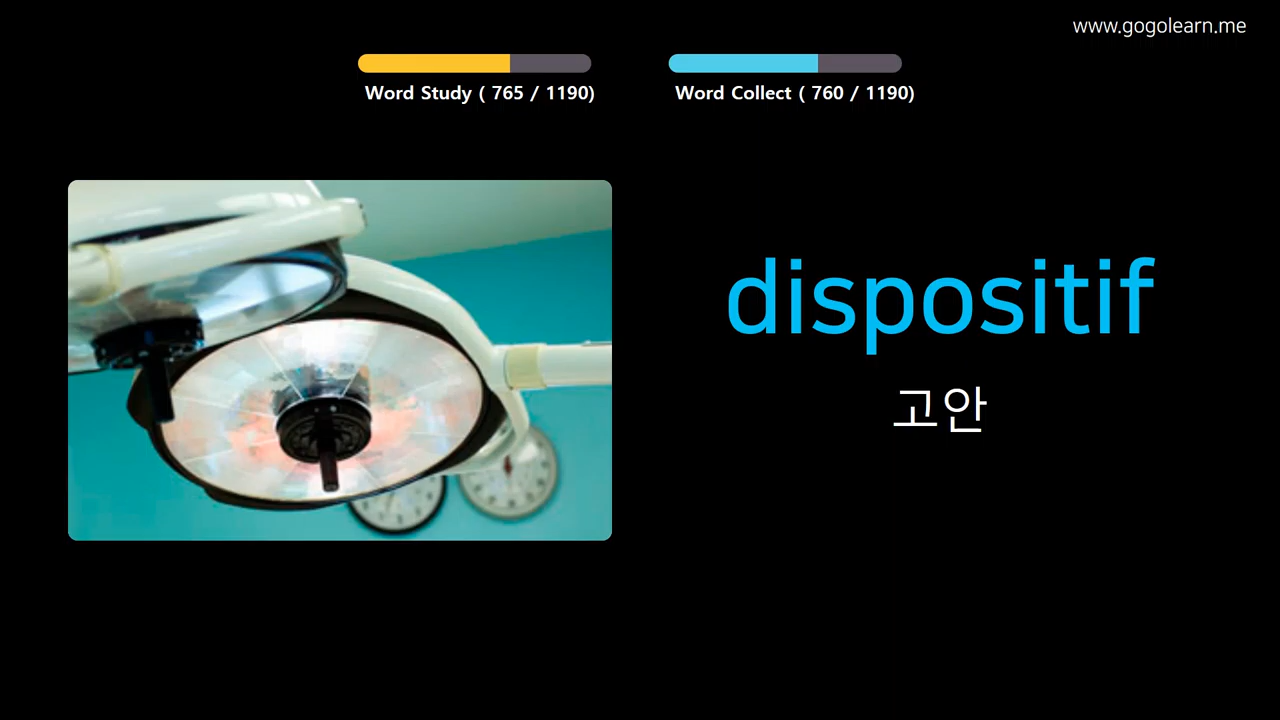 www.gogolearn.me
Word Study ( 765 / 1190)
Word Collect ( 760 / 1190)
dispositif
고안